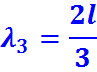 λ₃ = 2l/3